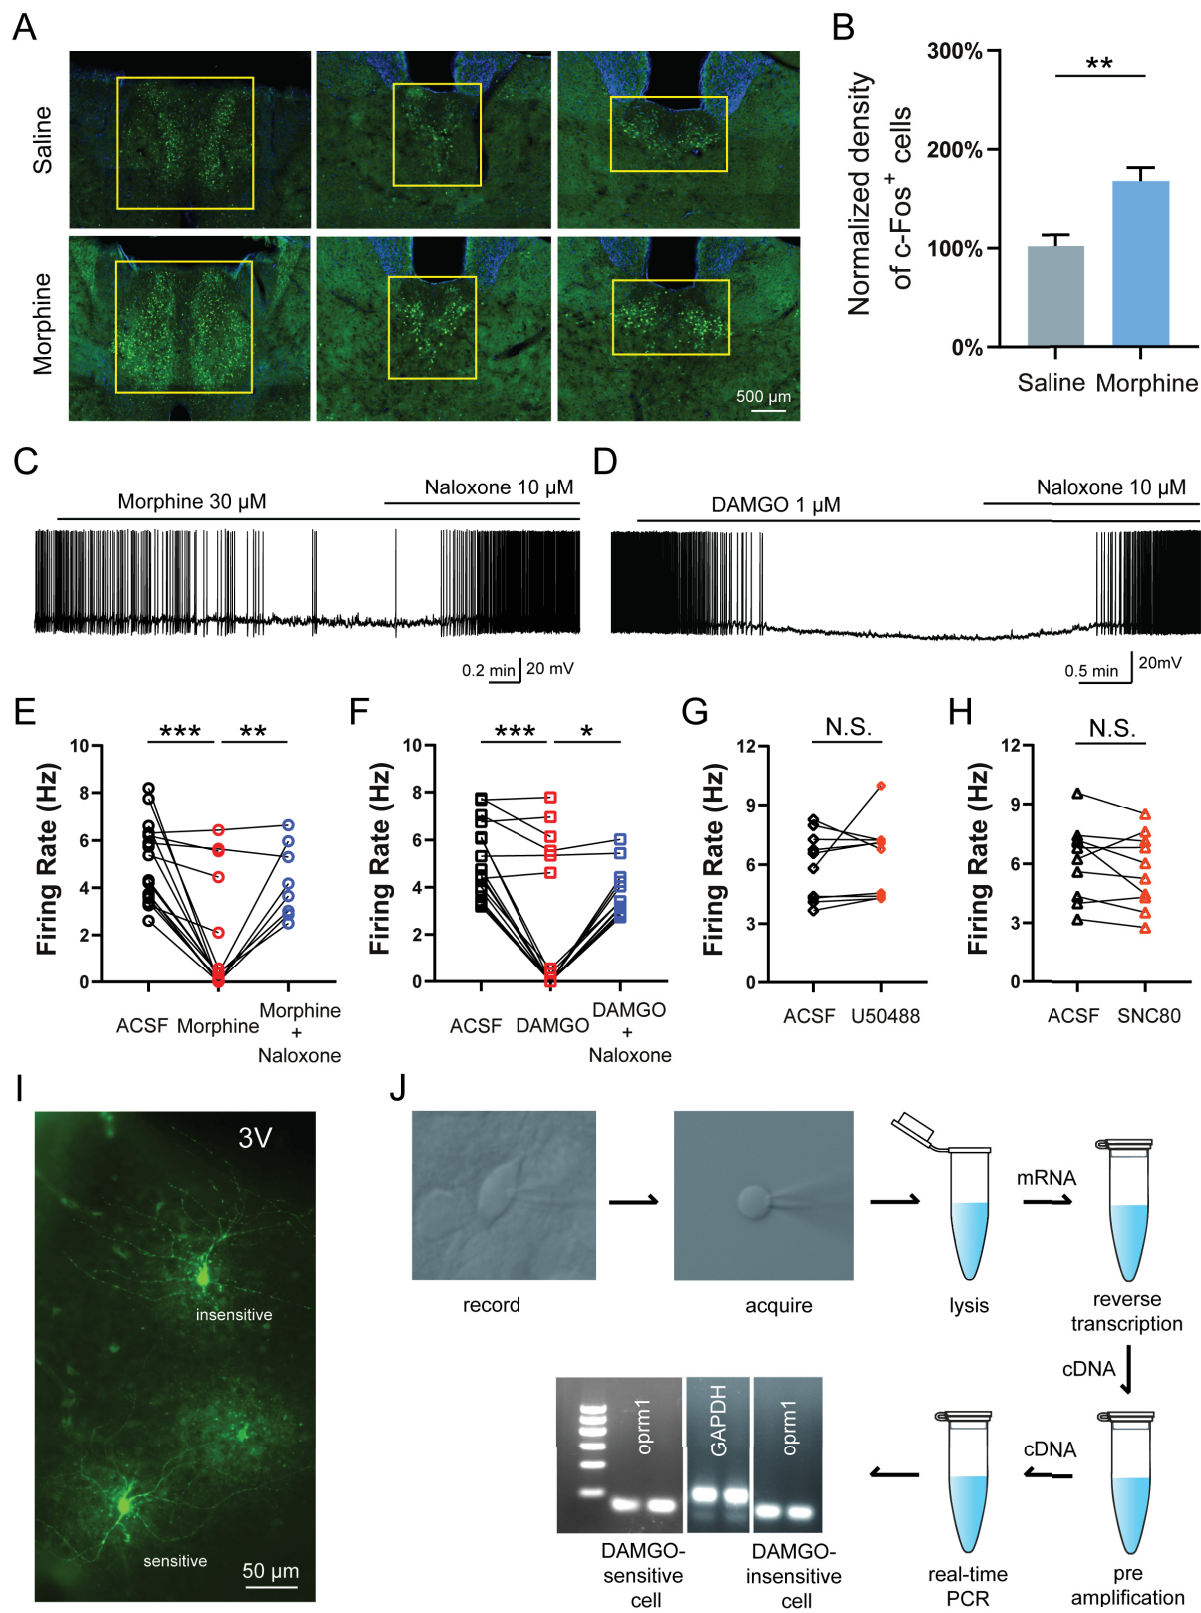 A
Saline
Morphine
500 µm
B
Normalized density
of c-Fos+ cells
300%
200%
100%
0%
**
Saline Morphine
C
Morphine 30 µM
Naloxone 10 µM
0.2 min
20 mV
D
DAMGO 1 µM
Naloxone 10 µM
0.5 min
20mV
E
Firing Rate (Hz)
10
8
6
4
2
0
*** **
ACSF Morphine Morphine
+
Naloxone
F
Firing Rate (Hz)
10
8
6
4
2
0
*** *
ACSF DAMGO DAMGO
+
Naloxone
G
Firing Rate (Hz)
12
9
6
3
0
N.S.
ACSF U50488
H
Firing Rate (Hz)
12
9
6
3
0
N.S.
ACSF SNC80
I
3V
insensitive
sensitive
50 µm
J
record
acquire
lysis
mRNA
reverse
transcription
cDNA
pre
amplification
cDNA
real-time
PCR
oprm1
GAPDH
oprm1
DAMGO-
sensitive
cell
DAMGO-
insensitive
cell